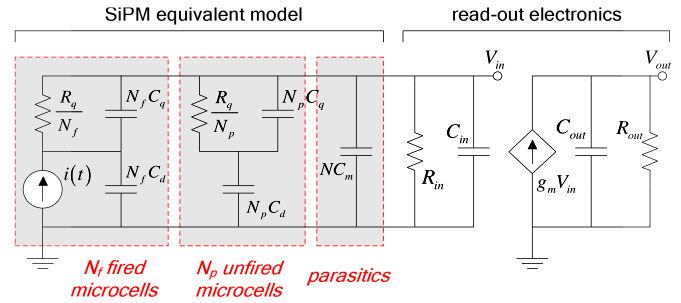 SiPM equivalent model
read-out electronics
V_in
V_out
R_q
N_f
N_f C_q
R_q
N_p
N_p C_q
i(t)
N_f C_d
N_p C_d
NC_m
R_in
C_in
g_m V_in
C_out
R_out
N_f fired
microcells
N_p unfired
microcells
parasitics